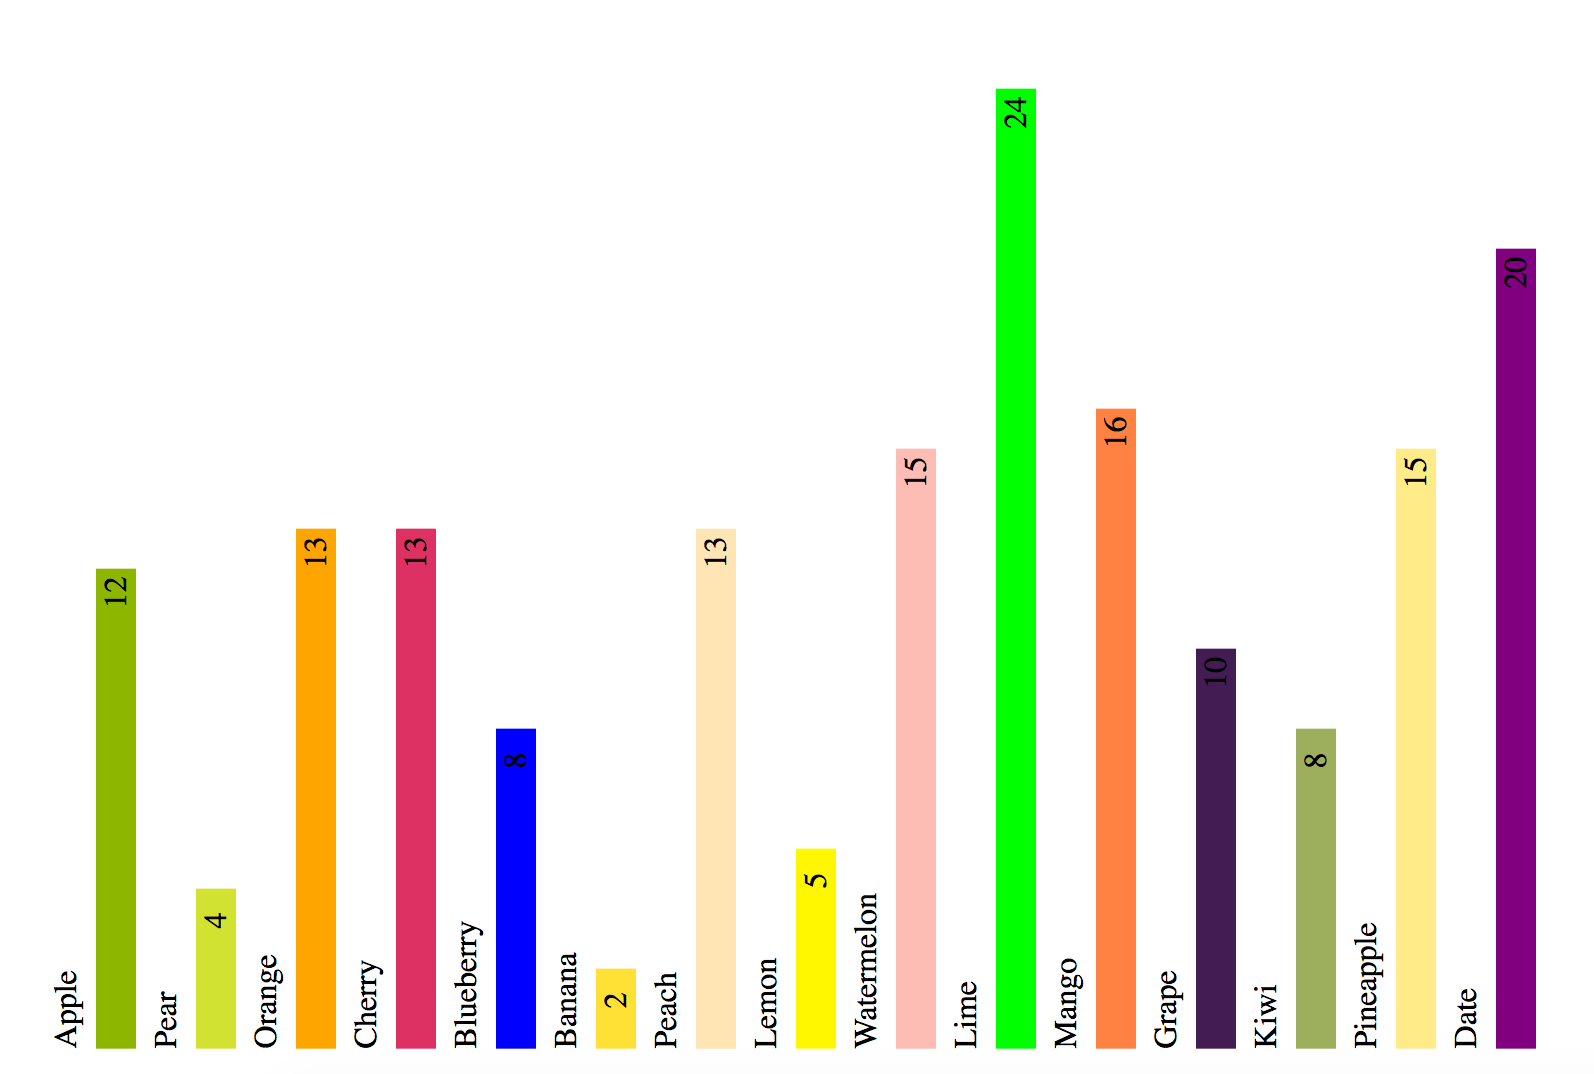 Apple
12
Pear
4
Orange
13
Cherry
13
Blueberry
8
Banana
2
Peach
13
Lemon
5
Watermelon
15
Lime
24
Mango
16
Grape
10
Kiwi
8
Pineapple
15
Date
20